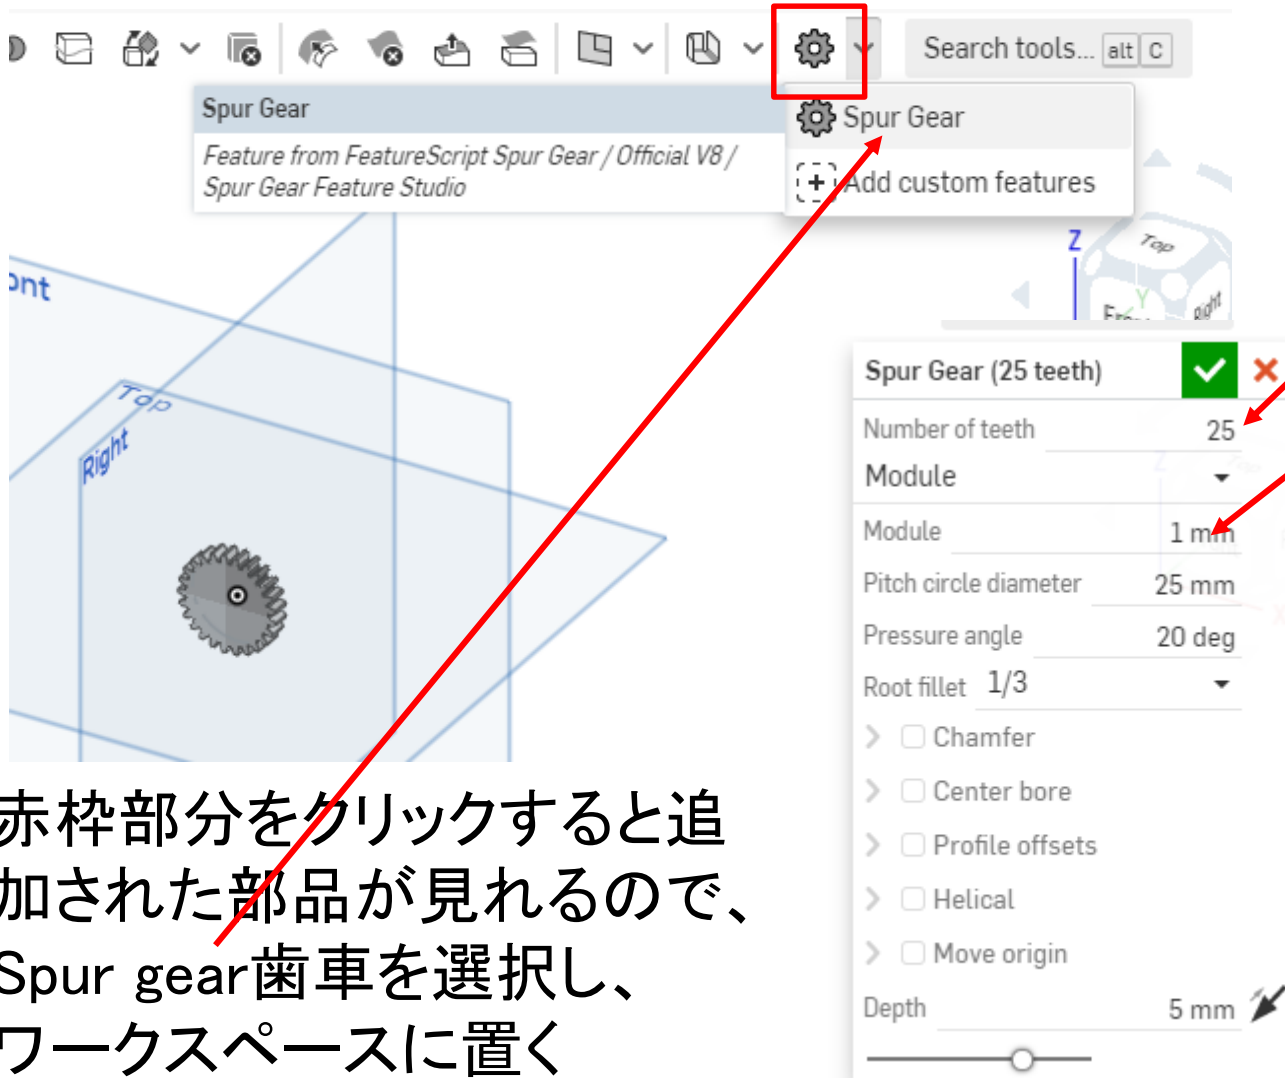 Search tools... alt C
Spur Gear
Feature from FeatureScript Spur Gear / Official V8 /
Spur Gear Feature Studio
Spur Gear
Add custom features
Z
Top
Y
Right
ont
Top
Right
Spur Gear (25 teeth)
Number of teeth 25
Module
Module 1 mm
Pitch circle diameter 25 mm
Pressure angle 20 deg
Root fillet 1/3
Chamfer
Center bore
Profile offsets
Helical
Move origin
Depth 5 mm
赤枠部分をクリックすると追
加された部品が見れるので、
Spur gear歯車を選択し、
ワークスペースに置く